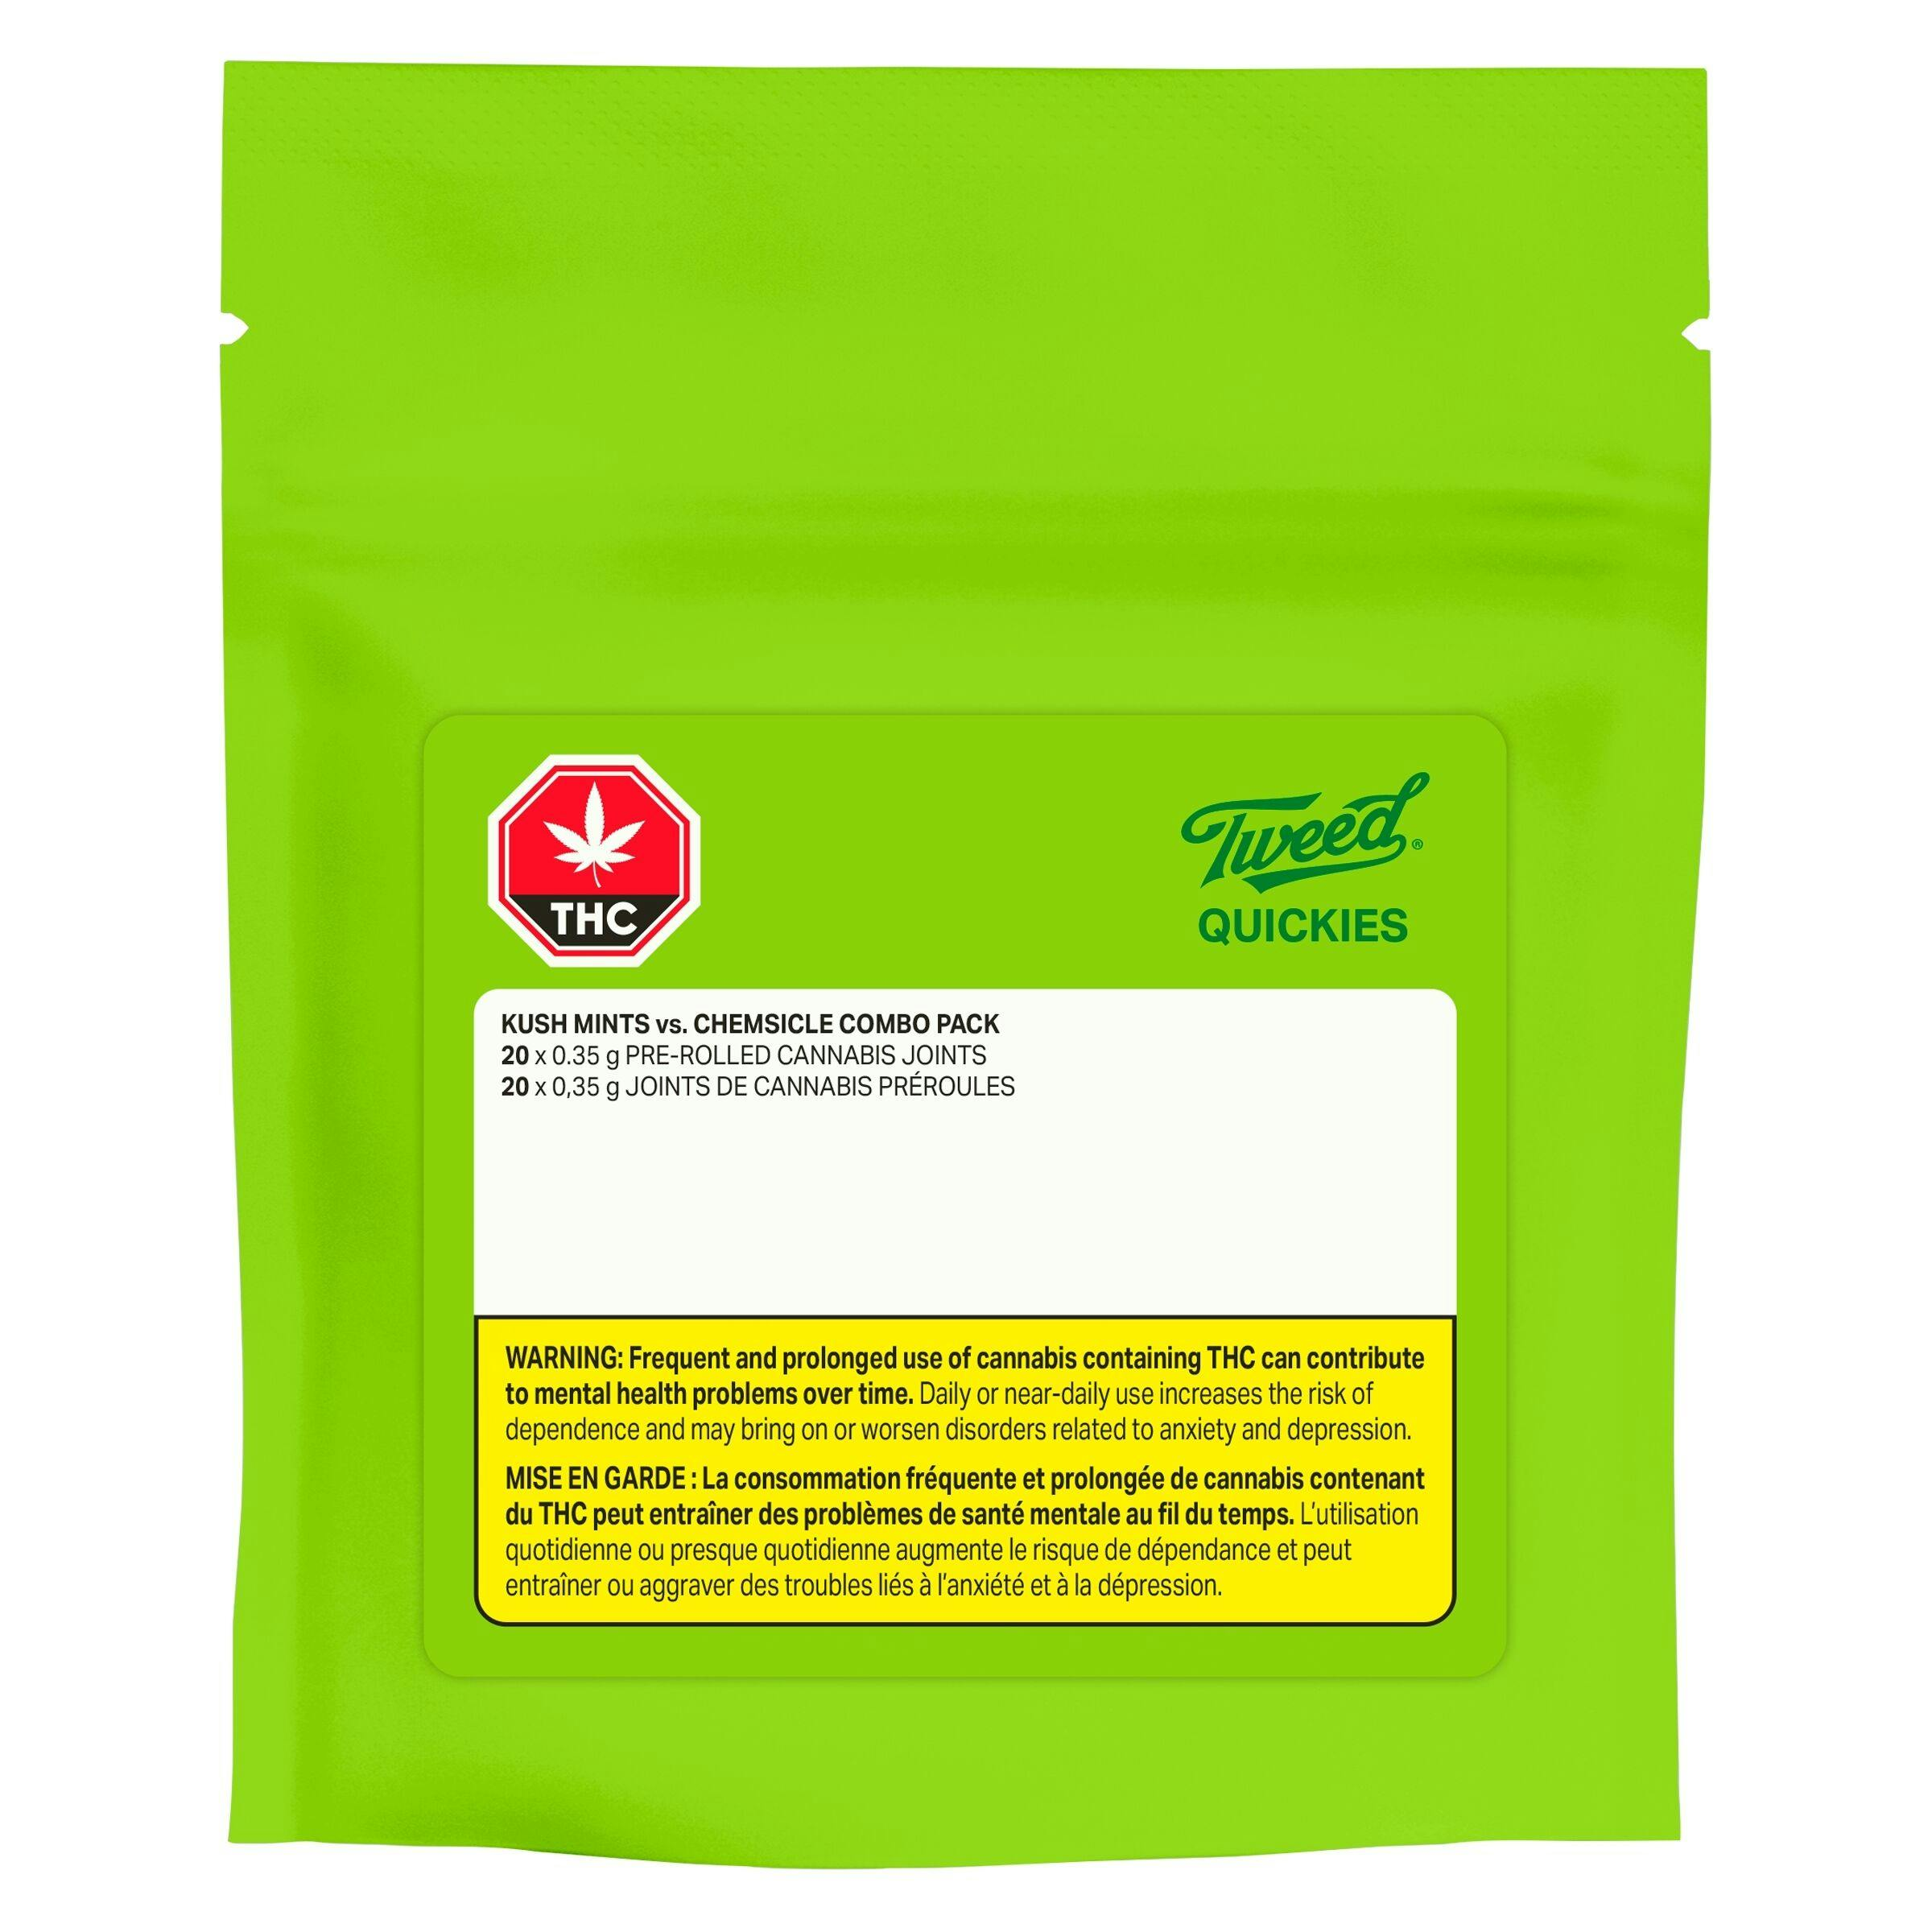 THC
Tweed®
QUICKIES
KUSH MINTS vs. CHEMSICLE COMBO PACK
20 x 0.35 g PRE-ROLLED CANNABIS JOINTS
20 x 0,35 g JOINTS DE CANNABIS PRÉROULES
WARNING: Frequent and prolonged use of cannabis containing THC can contribute
to mental health problems over time. Daily or near-daily use increases the risk of
dependence and may bring on or worsen disorders related to anxiety and depression.
MISE EN GARDE : La consommation fréquente et prolongée de cannabis contenant
du THC peut entraîner des problèmes de santé mentale au fil du temps. L'utilisation
quotidienne ou presque quotidienne augmente le risque de dépendance et peut
entraîner ou aggraver des troubles liés à l'anxiété et à la dépression.